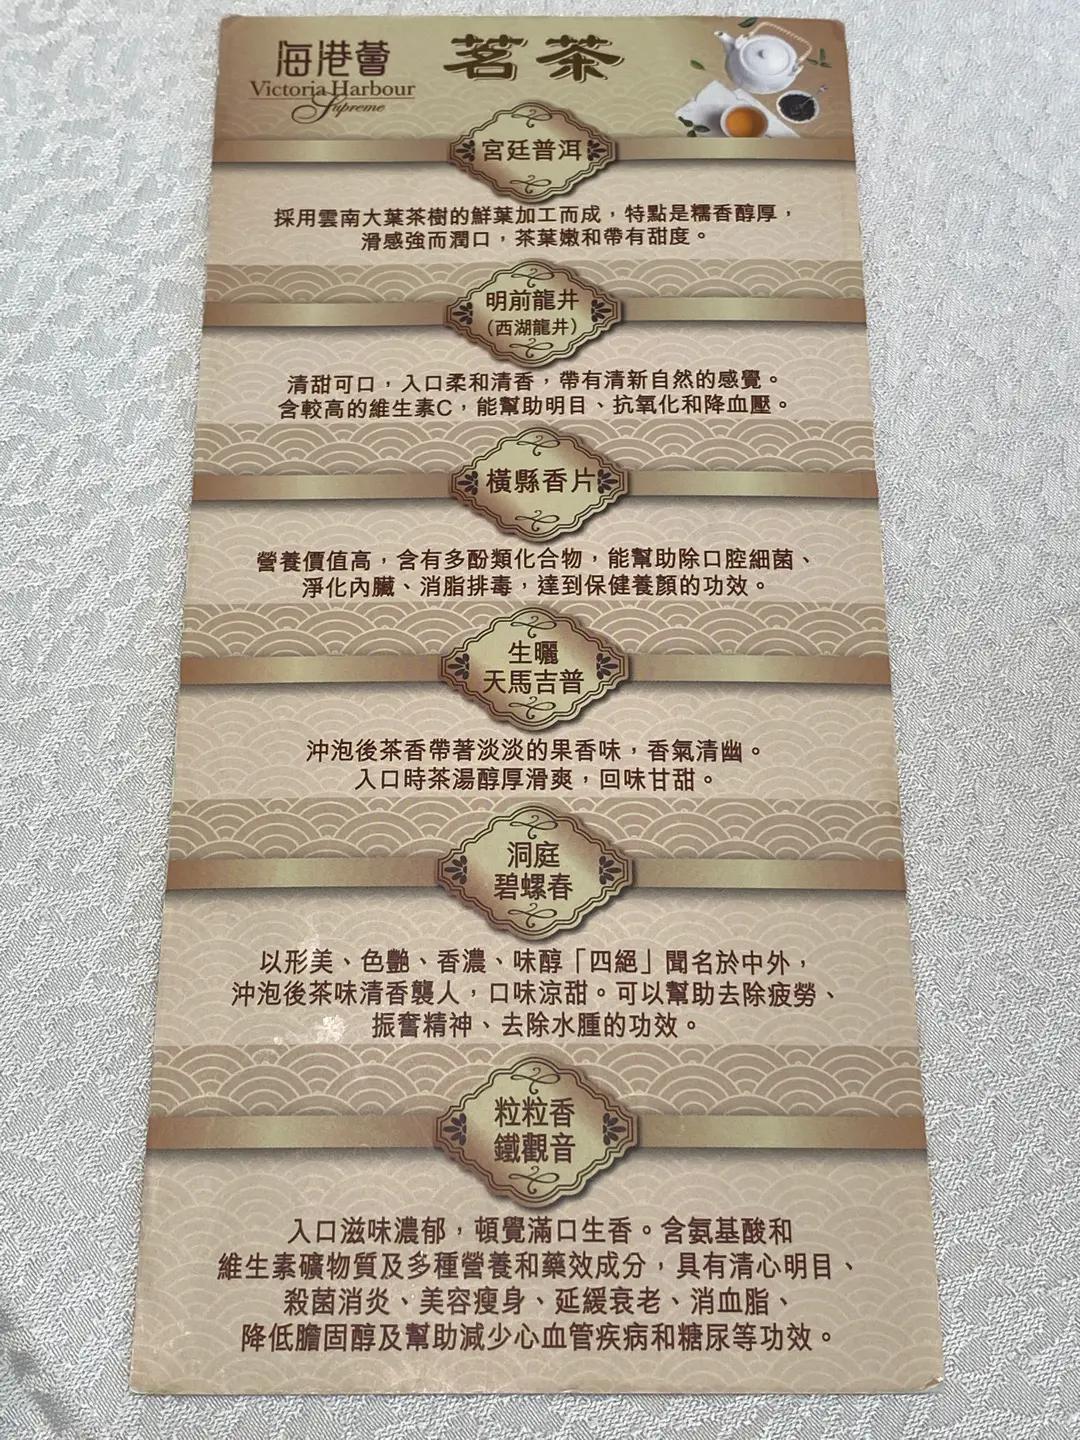 海港薈
Victoria Harbour
Supreme
茗茶
宮廷普洱
採用雲南大葉茶樹的鮮葉加工而成，特點是糯香醇厚，
滑感強而潤口，茶葉嫩和帶有甜度。
明前龍井
（西湖龍井）
清甜可口，入口柔和清香，帶有清新自然的感覺。
含較高的維生素C，能幫助明目、抗氧化和降血壓。
橫縣香片
營養價值高，含有多酚類化合物，能幫助除口腔細菌、
淨化內臟、消脂排毒，達到保健養顏的功效。
生曬
天馬吉普
沖泡後茶香帶著淡淡的果香味，香氣清幽。
入口時茶湯醇厚滑爽，回味甘甜。
洞庭
碧螺春
以形美、色艷、香濃、味醇「四絕」聞名於中外，
沖泡後茶味清香襲人，口味涼甜。可以幫助去除疲勞、
振奮精神、去除水腫的功效。
粒粒香
鐵觀音
入口滋味濃郁，頓覺滿口生香。含氨基酸和
維生素礦物質及多種營養和藥效成分，具有清心明目、
殺菌消炎、美容瘦身、延緩衰老、消血脂、
降低膽固醇及幫助減少心血管疾病和糖尿等功效。